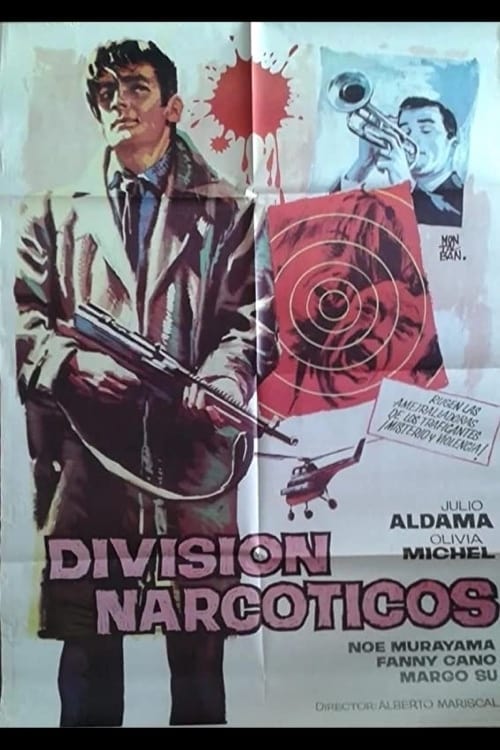 MON
TAL
BAN.
RUGEN LAS
AMETRALLADORAS
DE LOS TRAFICANTES
¡MISTERIO y VIOLENCIA!
JULIO
ALDAMA
OLIVIA
MICHEL
DIVISION
NARCOTICOS
NOE MURAYAMA
FANNY CANO
MARGO SU
DIRECTOR: ALBERTO MARISCAL